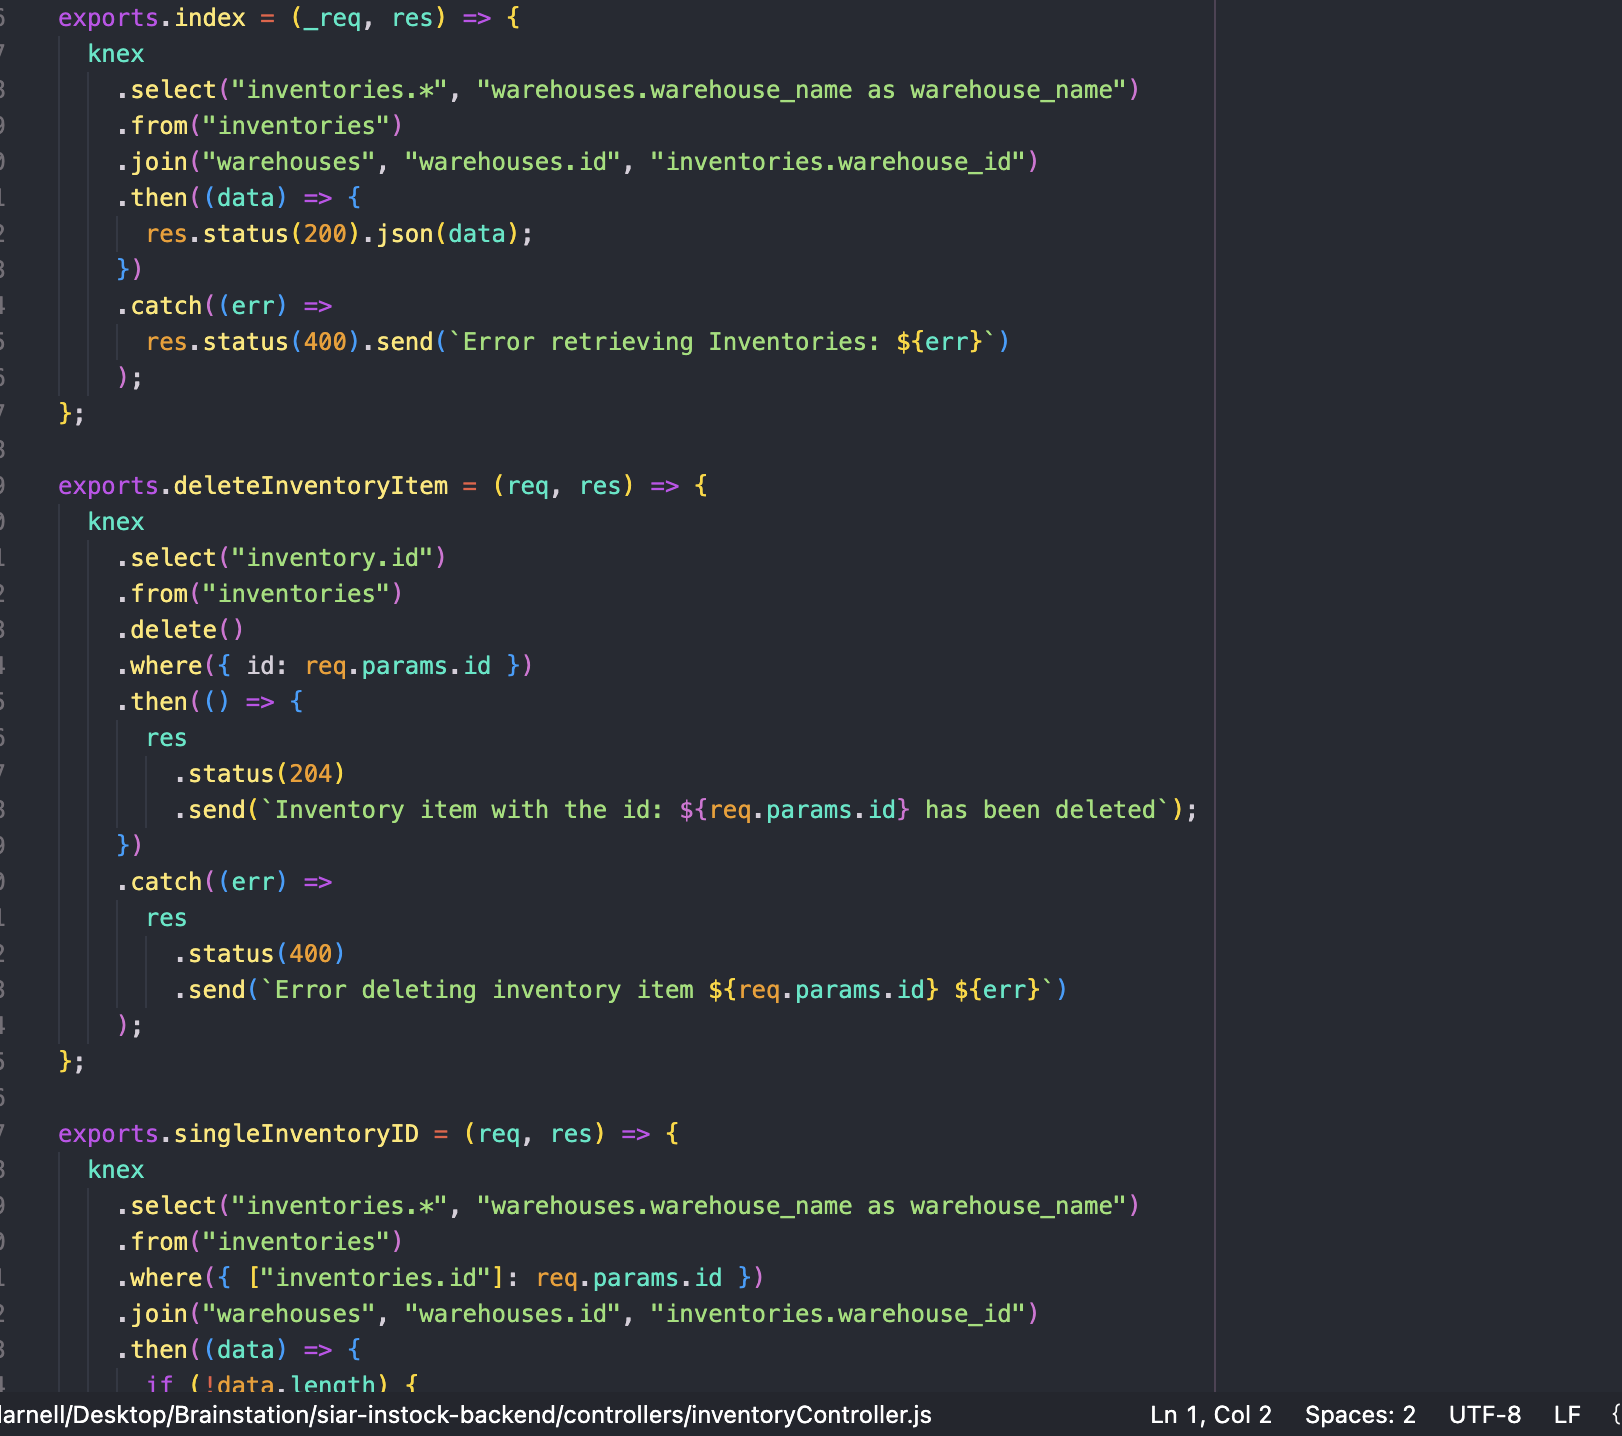 exports.index = (_req, res) => {
  knex
    .select("inventories.*", "warehouses.warehouse_name as warehouse_name")
    .from("inventories")
    .join("warehouses", "warehouses.id", "inventories.warehouse_id")
    .then((data) => {
      res.status(200).json(data);
    })
    .catch((err) =>
      res.status(400).send(`Error retrieving Inventories: ${err}`)
    );
};

exports.deleteInventoryItem = (req, res) => {
  knex
    .select("inventory.id")
    .from("inventories")
    .delete()
    .where({ id: req.params.id })
    .then(() => {
      res
        .status(204)
        .send(`Inventory item with the id: ${req.params.id} has been deleted`);
    })
    .catch((err) =>
      res
        .status(400)
        .send(`Error deleting inventory item ${req.params.id} ${err}`)
    );
};

exports.singleInventoryID = (req, res) => {
  knex
    .select("inventories.*", "warehouses.warehouse_name as warehouse_name")
    .from("inventories")
    .where({ ["inventories.id"]: req.params.id })
    .join("warehouses", "warehouses.id", "inventories.warehouse_id")
    .then((data) => {
      if (!data.length) {
arnell/Desktop/Brainstation/siar-instock-backend/controllers/inventoryController.js Ln 1, Col 2 Spaces: 2 UTF-8 LF {